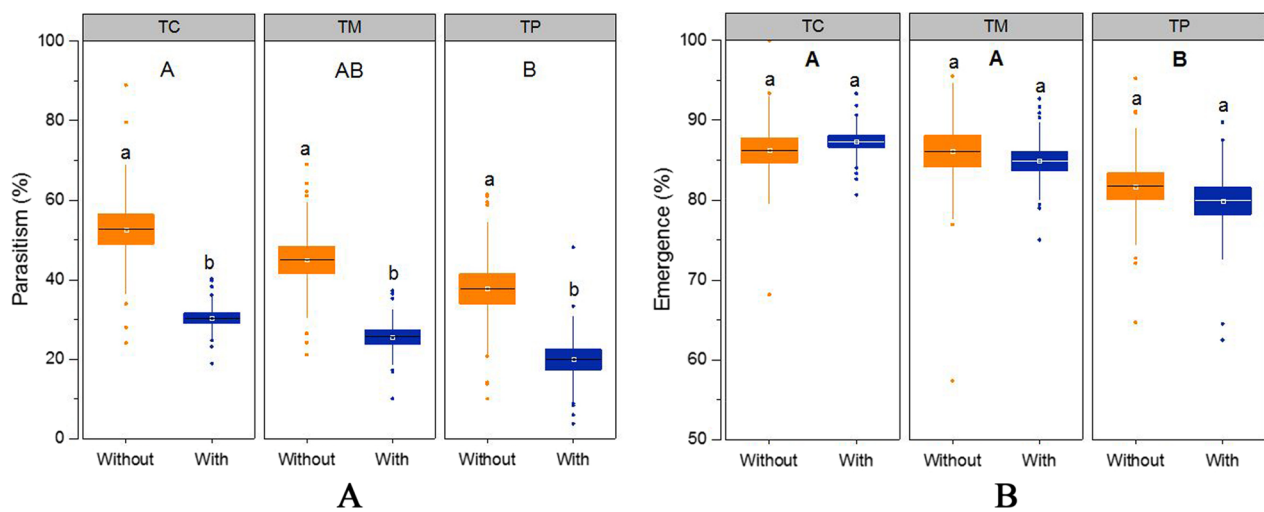 TC TM TP
100
A AB B
80
a a a
60
b b b
40
20
0
Parasitism (%)
Without With Without With Without With
A
TC TM TP
100
A A B
a a a a a a
90
80
70
60
50
Emergence (%)
Without With Without With Without With
B